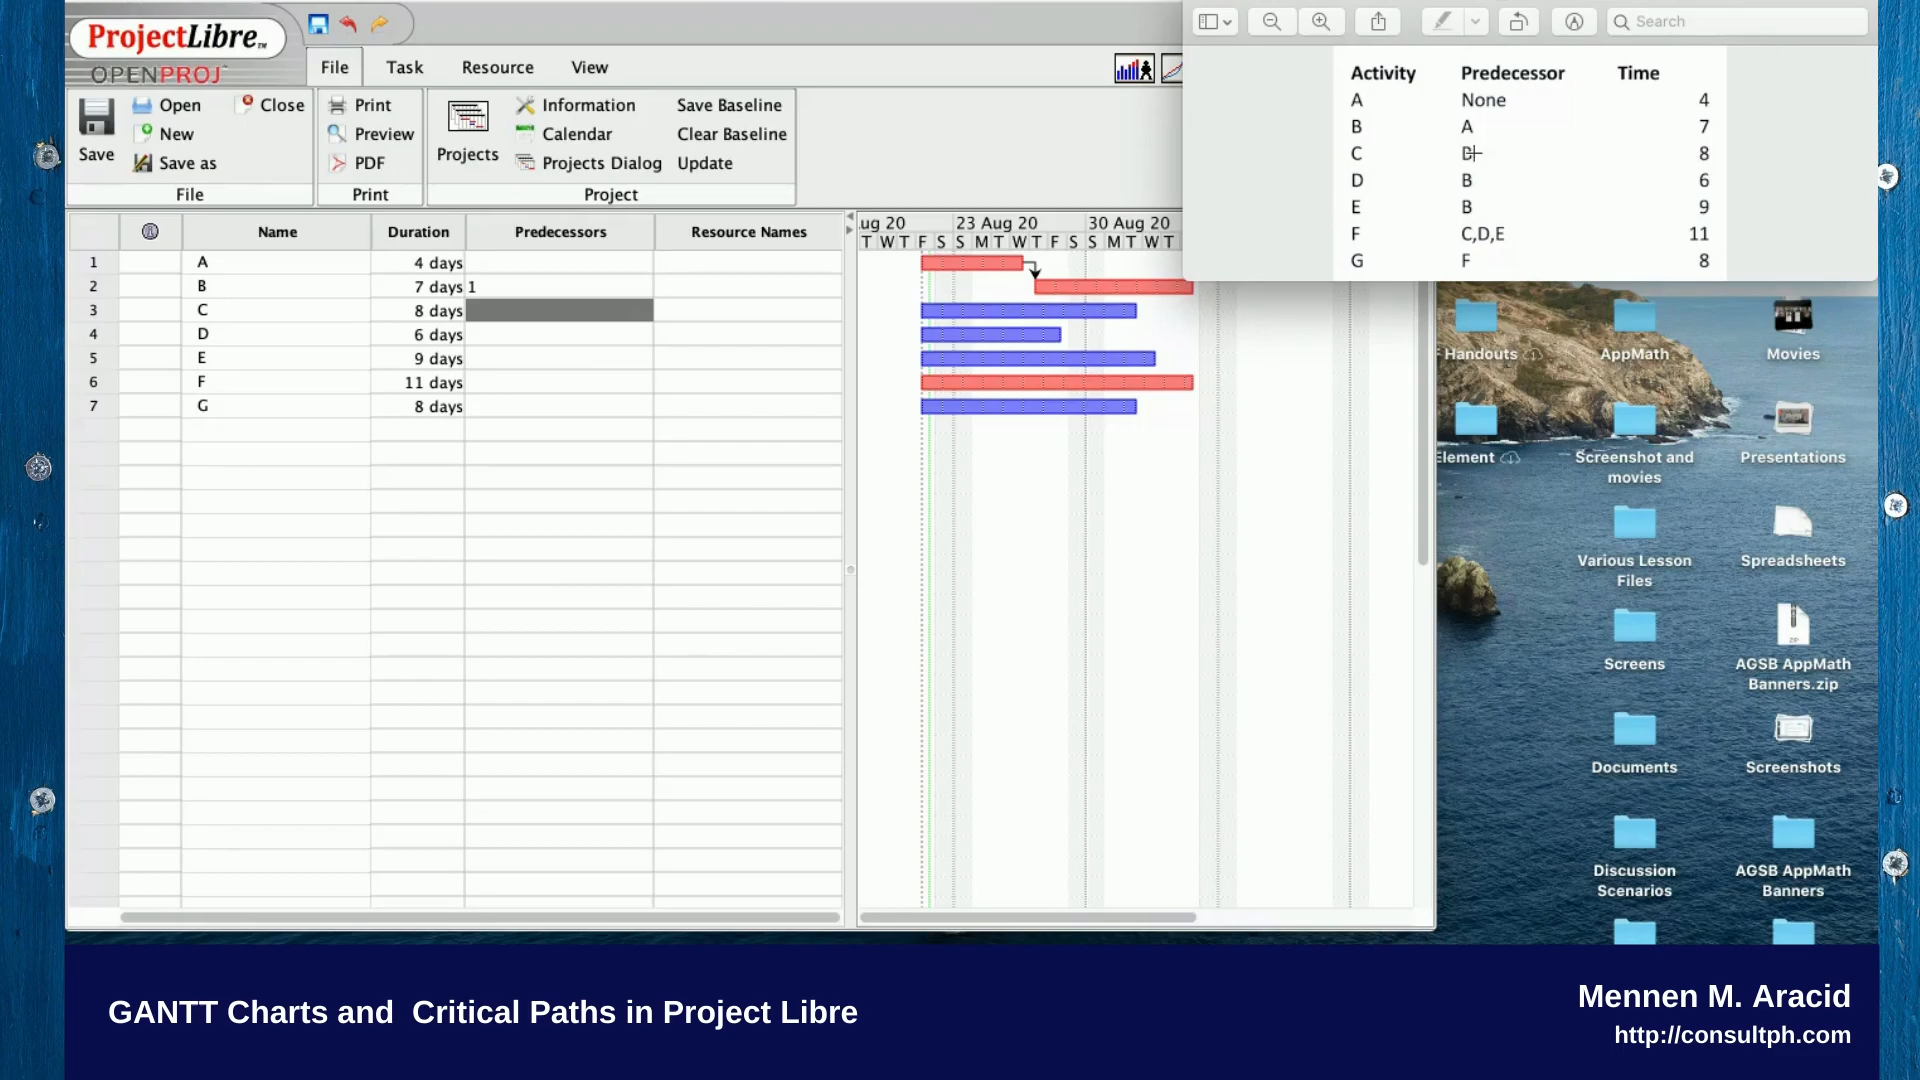 ProjectLibre™
OPENPROJ
File Task Resource View
Save
Open
New
Save as
Close
File
Print
Preview
PDF
Print
Projects
Information
Calendar
Projects Dialog
Save Baseline
Clear Baseline
Update
Project
Search
Activity Predecessor Time
A None 4
B A 7
C 8
D B 6
E B 9
F C,D,E 11
G F 8
Name Duration Predecessors Resource Names
1 A 4 days
2 B 7 days 1
3 C 8 days
4 D 6 days
5 E 9 days
6 F 11 days
7 G 8 days
ug 20 23 Aug 20 30 Aug 20
T W T F S S M T W T F S S M T W T
Handouts
AppMath
Movies
Element
Screenshot and
movies
Presentations
Various Lesson
Files
Spreadsheets
ZIP
Screens
AGSB AppMath
Banners.zip
Documents
Screenshots
Discussion
Scenarios
AGSB AppMath
Banners
GANTT Charts and Critical Paths in Project Libre
Mennen M. Aracid
http://consultph.com